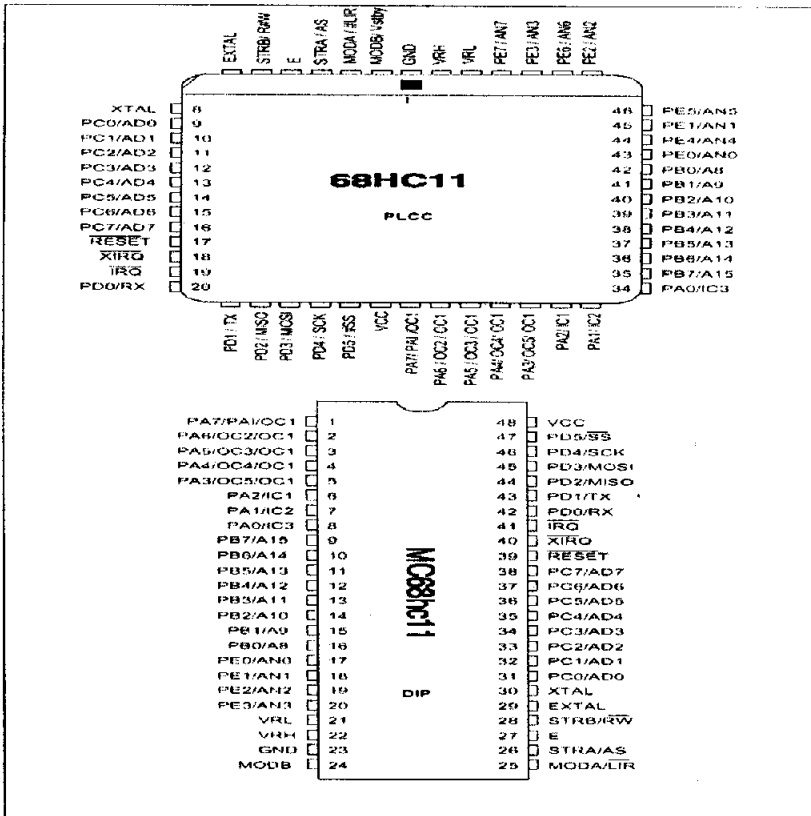 EXTAL
STRB/ R/W
E
STRA / AS
MODA / LIR
MODB/ Vstby
GND
VRH
VRL
PE7 / AN7
PE3 / AN3
PE6 / AN6
PE2 / AN2
XTAL 8
PC0/AD0 9
PC1/AD1 10
PC2/AD2 11
PC3/AD3 12
PC4/AD4 13
PC5/AD5 14
PC6/AD6 15
PC7/AD7 16
RESET 17
XIRQ 18
IRQ 19
PD0/RX 20
68HC11
PLCC
46 PE5/AN5
45 PE1/AN1
44 PE4/AN4
43 PE0/AN0
42 PB0/A8
41 PB1/A9
40 PB2/A10
39 PB3/A11
38 PB4/A12
37 PB5/A13
36 PB6/A14
35 PB7/A15
34 PA0/IC3
PD1 / TX
PD2 / MISO
PD3 / MOSI
PD4 / SCK
PD5 / #SS
VCC
PA7/ PAI /OC1
PA6 / OC2 / OC1
PA5 / OC3 / OC1
PA4/ OC4/ OC1
PA3/ OC5/ OC1
PA2/ IC1
PA1/ IC2
PA7/PAI/OC1 1 48 VCC
PA6/OC2/OC1 2 47 PD5/SS
PA5/OC3/OC1 3 46 PD4/SCK
PA4/OC4/OC1 4 45 PD3/MOSI
PA3/OC5/OC1 5 44 PD2/MISO
PA2/IC1 6 43 PD1/TX
PA1/IC2 7 42 PD0/RX
PA0/IC3 8 41 IRQ
PB7/A15 9 40 XIRQ
PB6/A14 10 39 RESET
PB5/A13 11 38 PC7/AD7
PB4/A12 12 37 PC6/AD6
PB3/A11 13 36 PC5/AD5
PB2/A10 14 35 PC4/AD4
PB1/A9 15 34 PC3/AD3
PB0/A8 16 33 PC2/AD2
PE0/AN0 17 32 PC1/AD1
PE1/AN1 18 31 PC0/AD0
PE2/AN2 19 30 XTAL
PE3/AN3 20 29 EXTAL
VRL 21 28 STRB/RW
VRH 22 27 E
GND 23 26 STRA/AS
MODB 24 25 MODA/LIR
MC68hc11
DIP